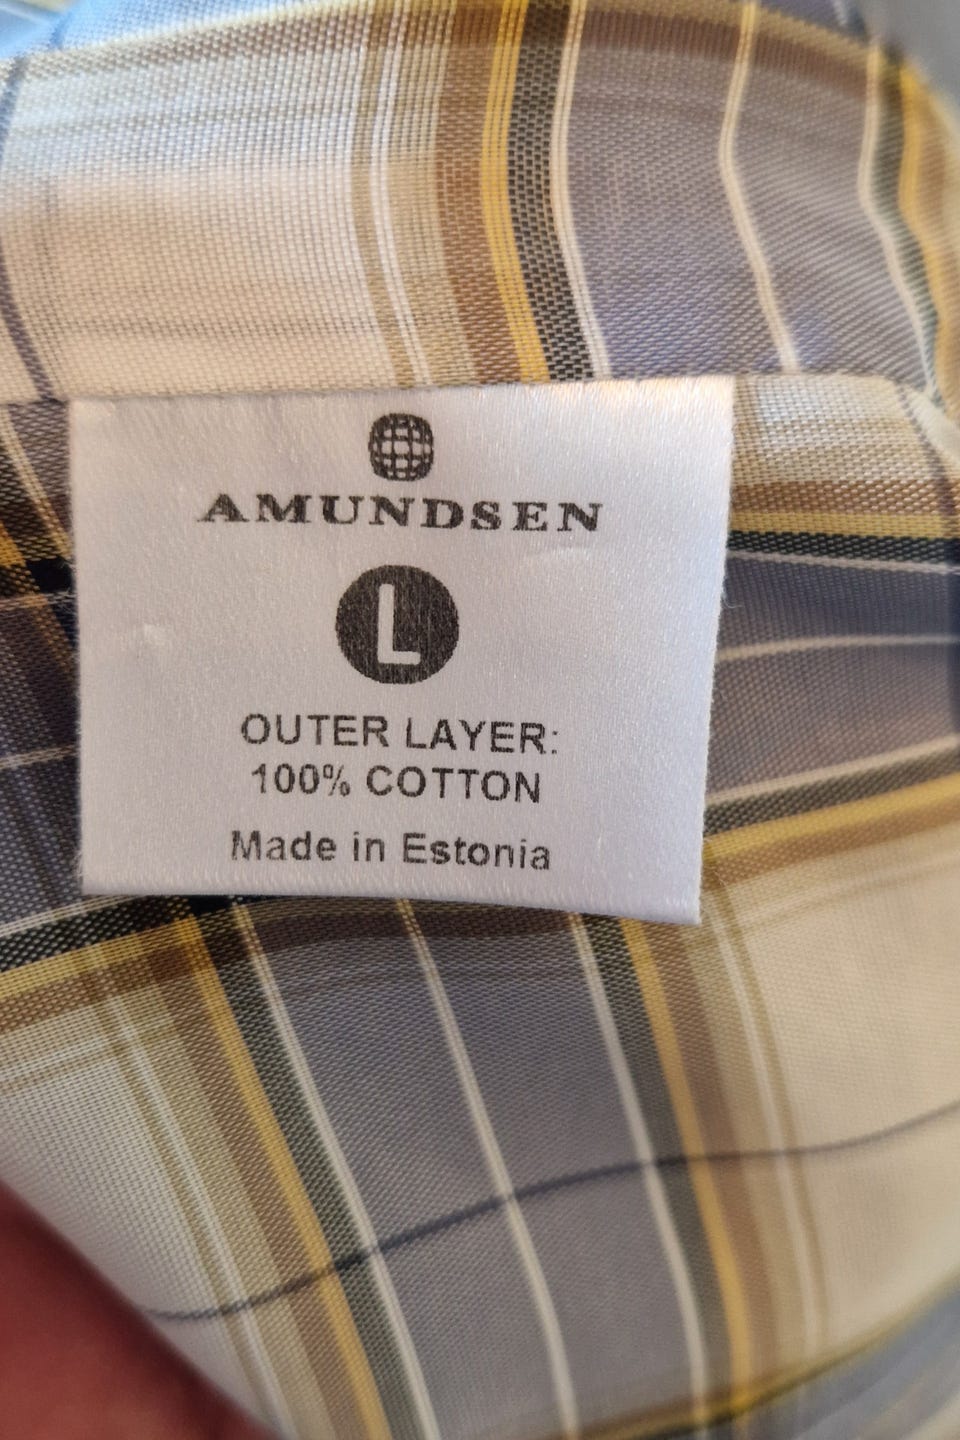 AMUNDSEN
L
OUTER LAYER:
100% COTTON
Made in Estonia